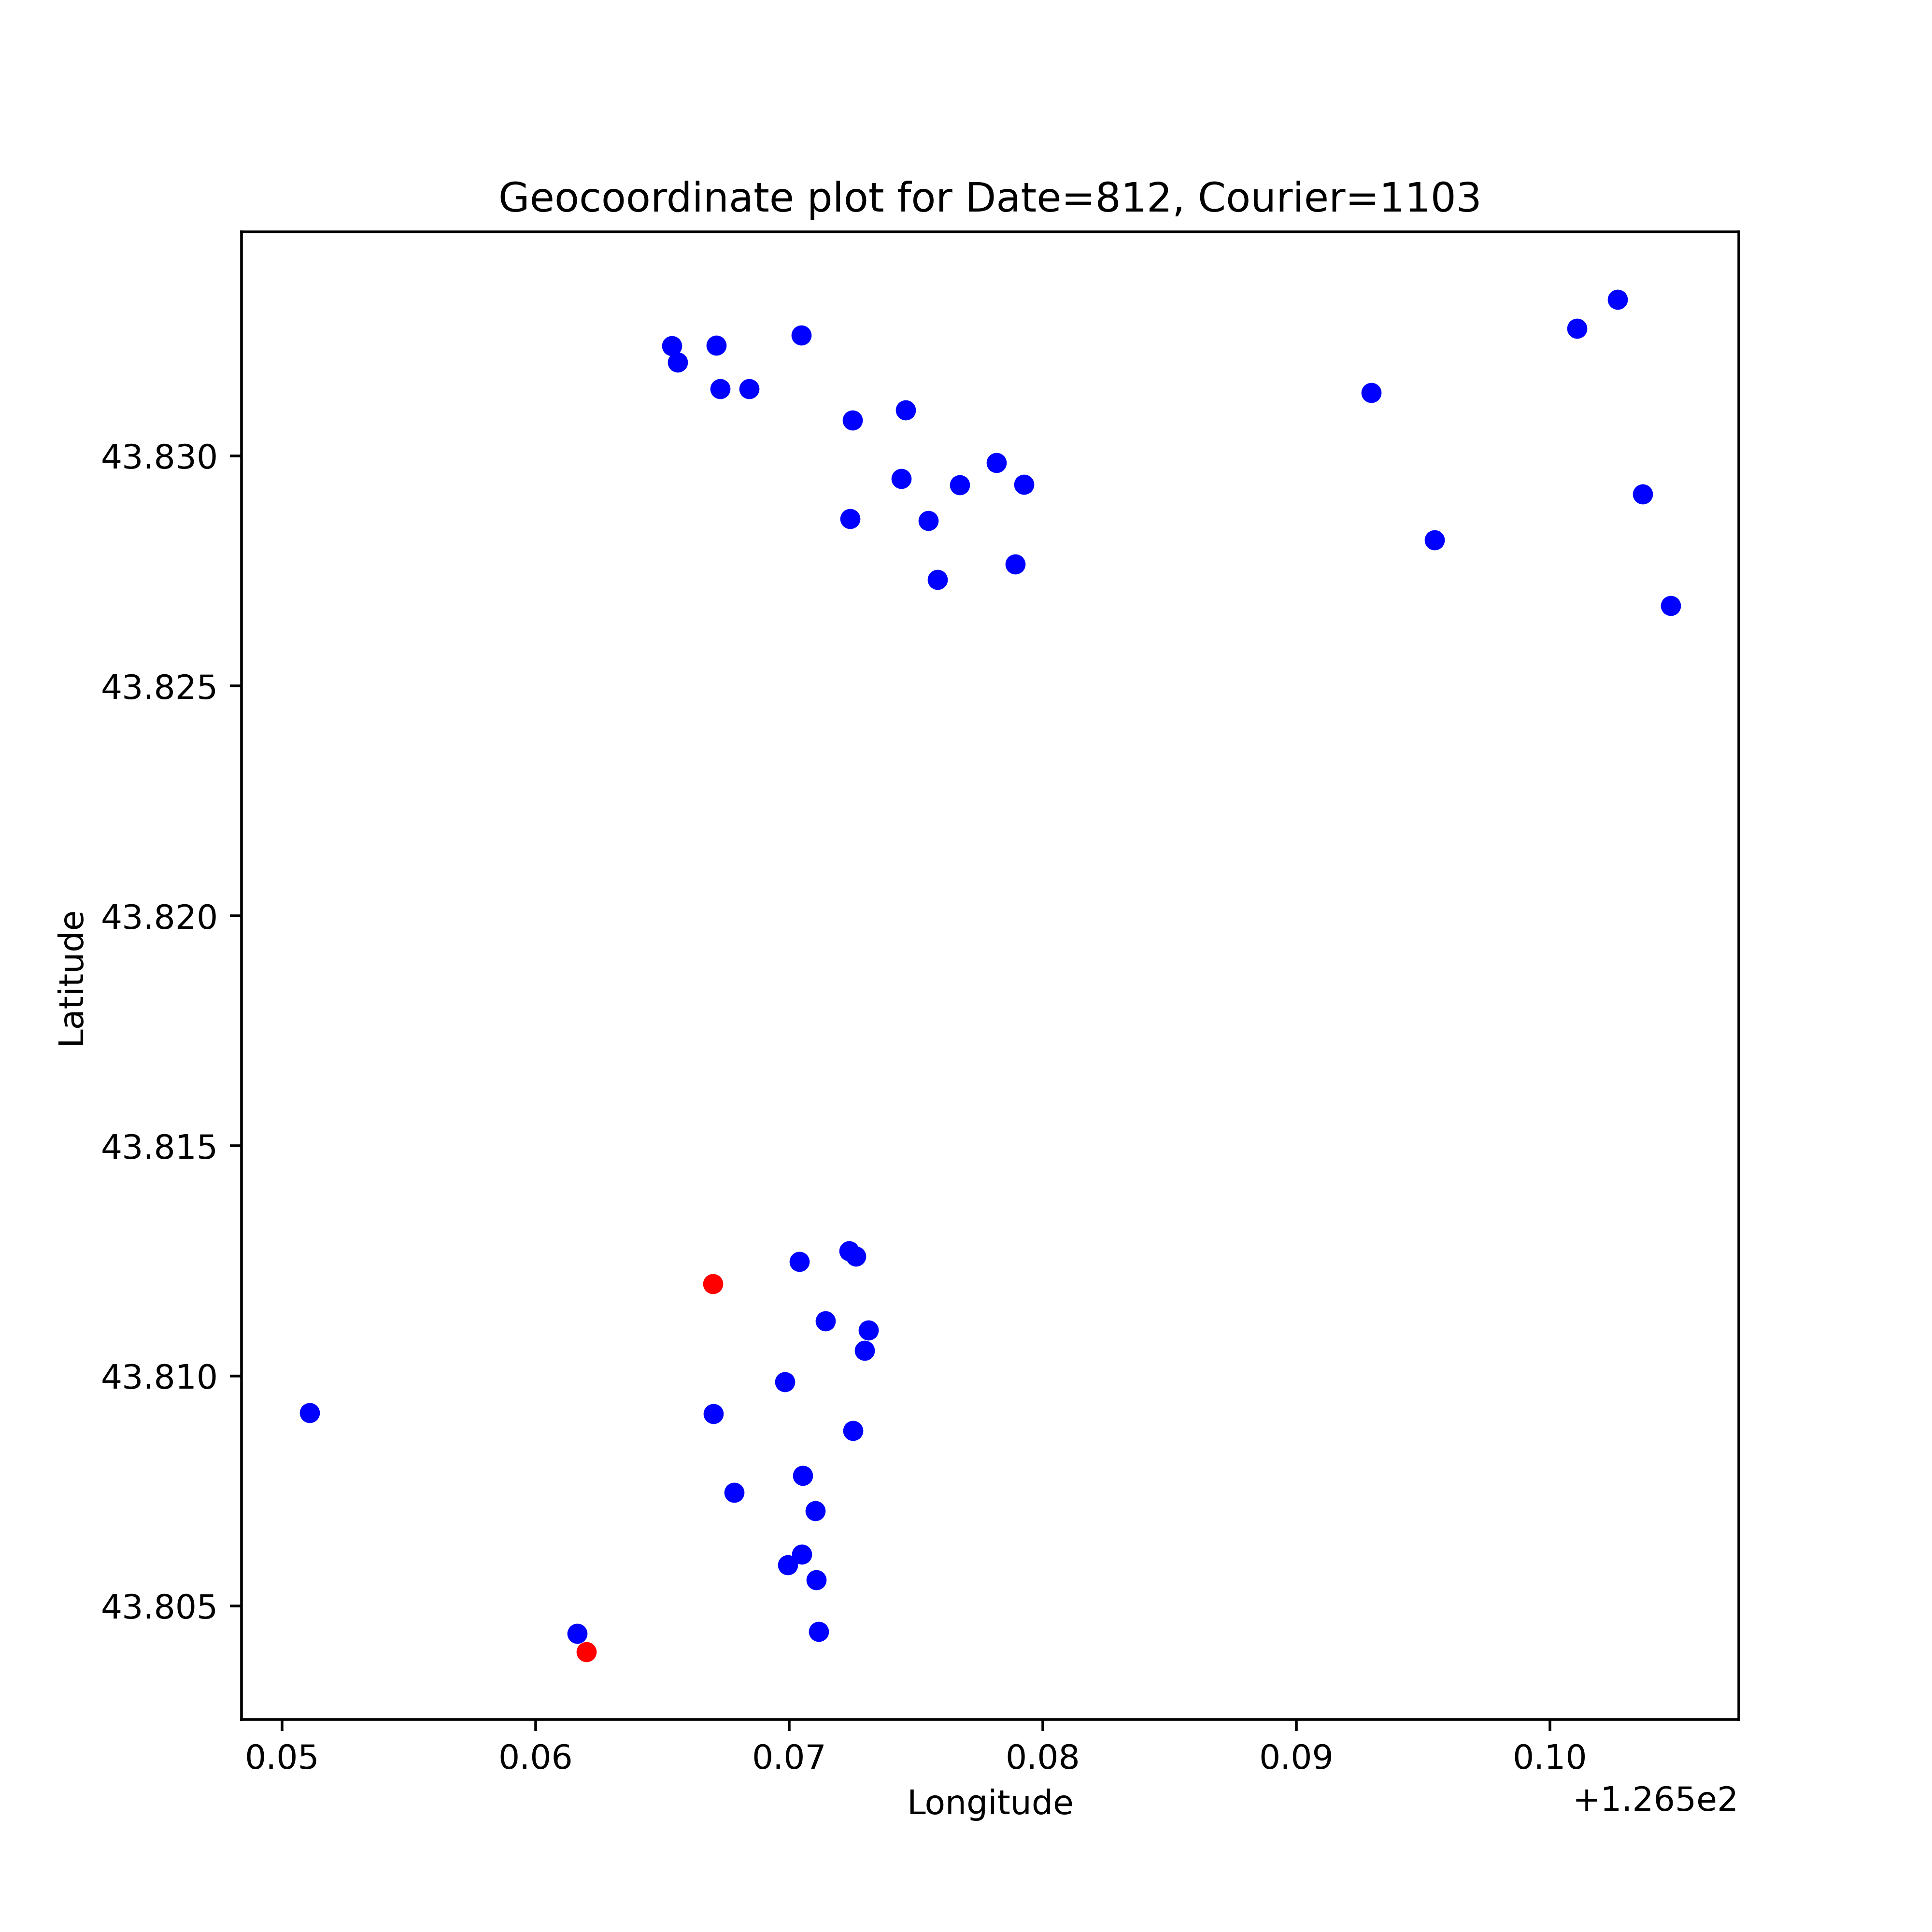 Geocoordinate plot for Date=812, Courier=1103
43.830
43.825
43.820
43.815
43.810
43.805
Latitude
0.05 0.06 0.07 0.08 0.09 0.10
+1.265e2
Longitude